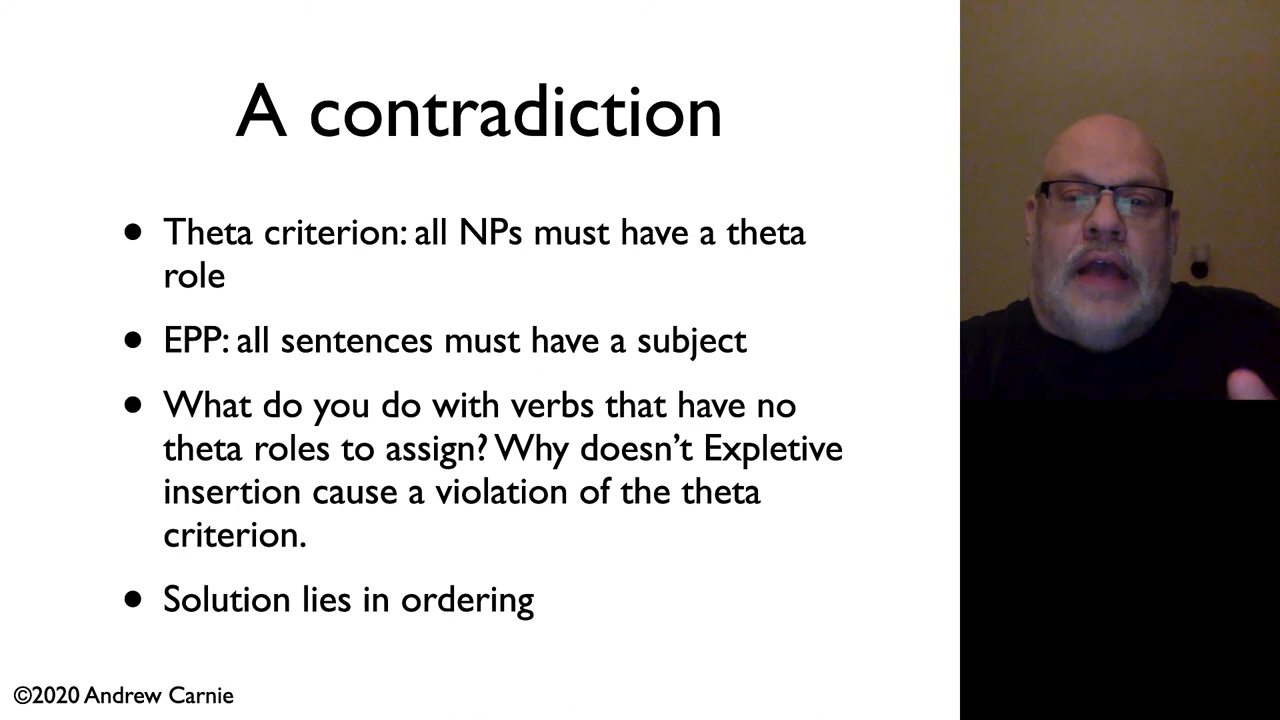 A contradiction
• Theta criterion: all NPs must have a theta
role
• EPP: all sentences must have a subject
• What do you do with verbs that have no
theta roles to assign? Why doesn't Expletive
insertion cause a violation of the theta
criterion.
• Solution lies in ordering
©2020 Andrew Carnie